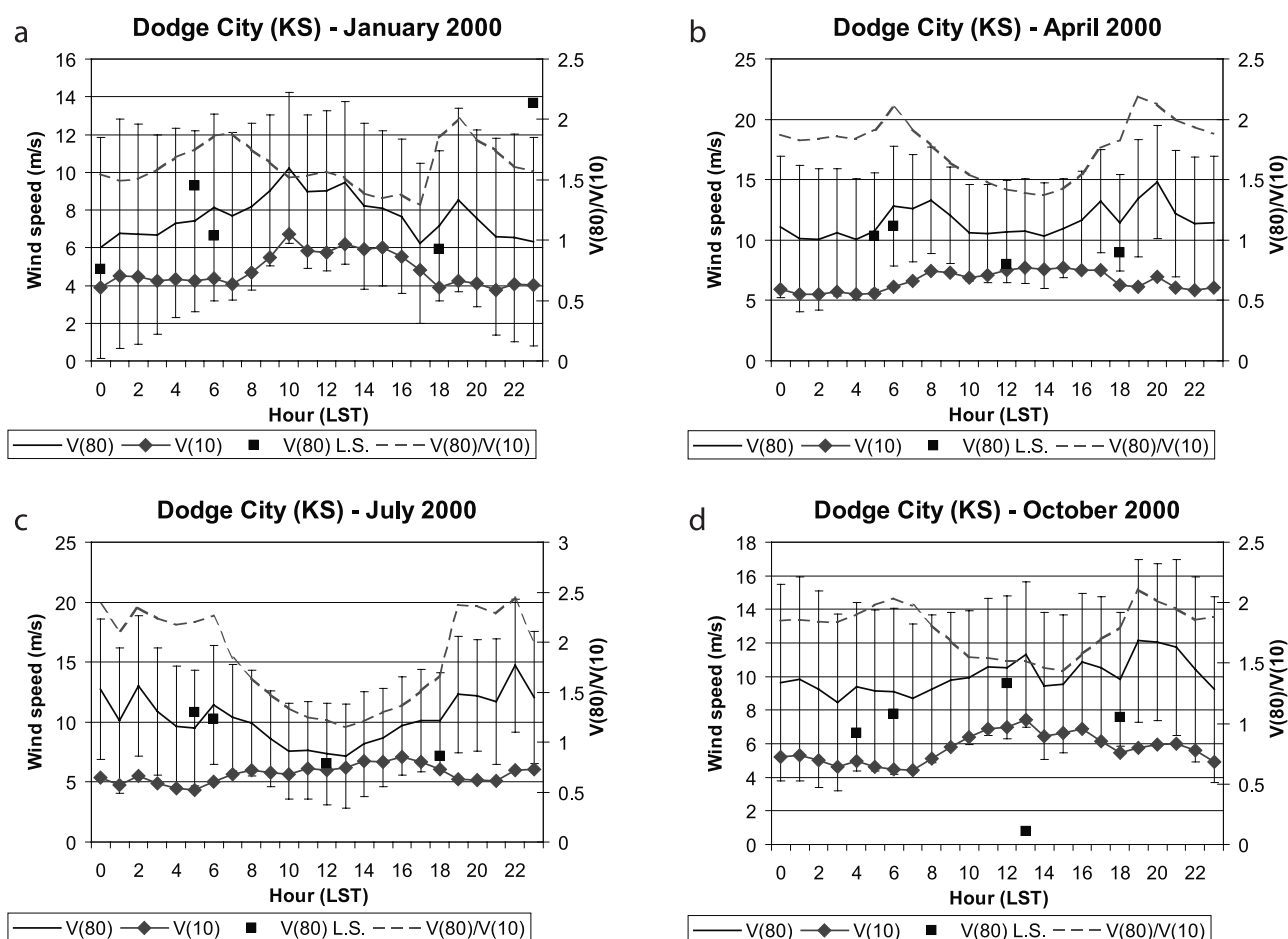 a
Dodge City (KS) - January 2000
16
14
12
10
8
6
4
2
0
Wind speed (m/s)
2.5
2
1.5
1
0.5
0
V(80)/V(10)
0 2 4 6 8 10 12 14 16 18 20 22
Hour (LST)
V(80) V(10) V(80) L.S. V(80)/V(10)
b
Dodge City (KS) - April 2000
25
20
15
10
5
0
Wind speed (m/s)
2.5
2
1.5
1
0.5
0
V(80)/V(10)
0 2 4 6 8 10 12 14 16 18 20 22
Hour (LST)
V(80) V(10) V(80) L.S. V(80)/V(10)
c
Dodge City (KS) - July 2000
25
20
15
10
5
0
Wind speed (m/s)
3
2.5
2
1.5
1
0.5
0
V(80)/V(10)
0 2 4 6 8 10 12 14 16 18 20 22
Hour (LST)
V(80) V(10) V(80) L.S. V(80)/V(10)
d
Dodge City (KS) - October 2000
18
16
14
12
10
8
6
4
2
0
Wind speed (m/s)
2.5
2
1.5
1
0.5
0
V(80)/V(10)
0 2 4 6 8 10 12 14 16 18 20 22
Hour (LST)
V(80) V(10) V(80) L.S. V(80)/V(10)